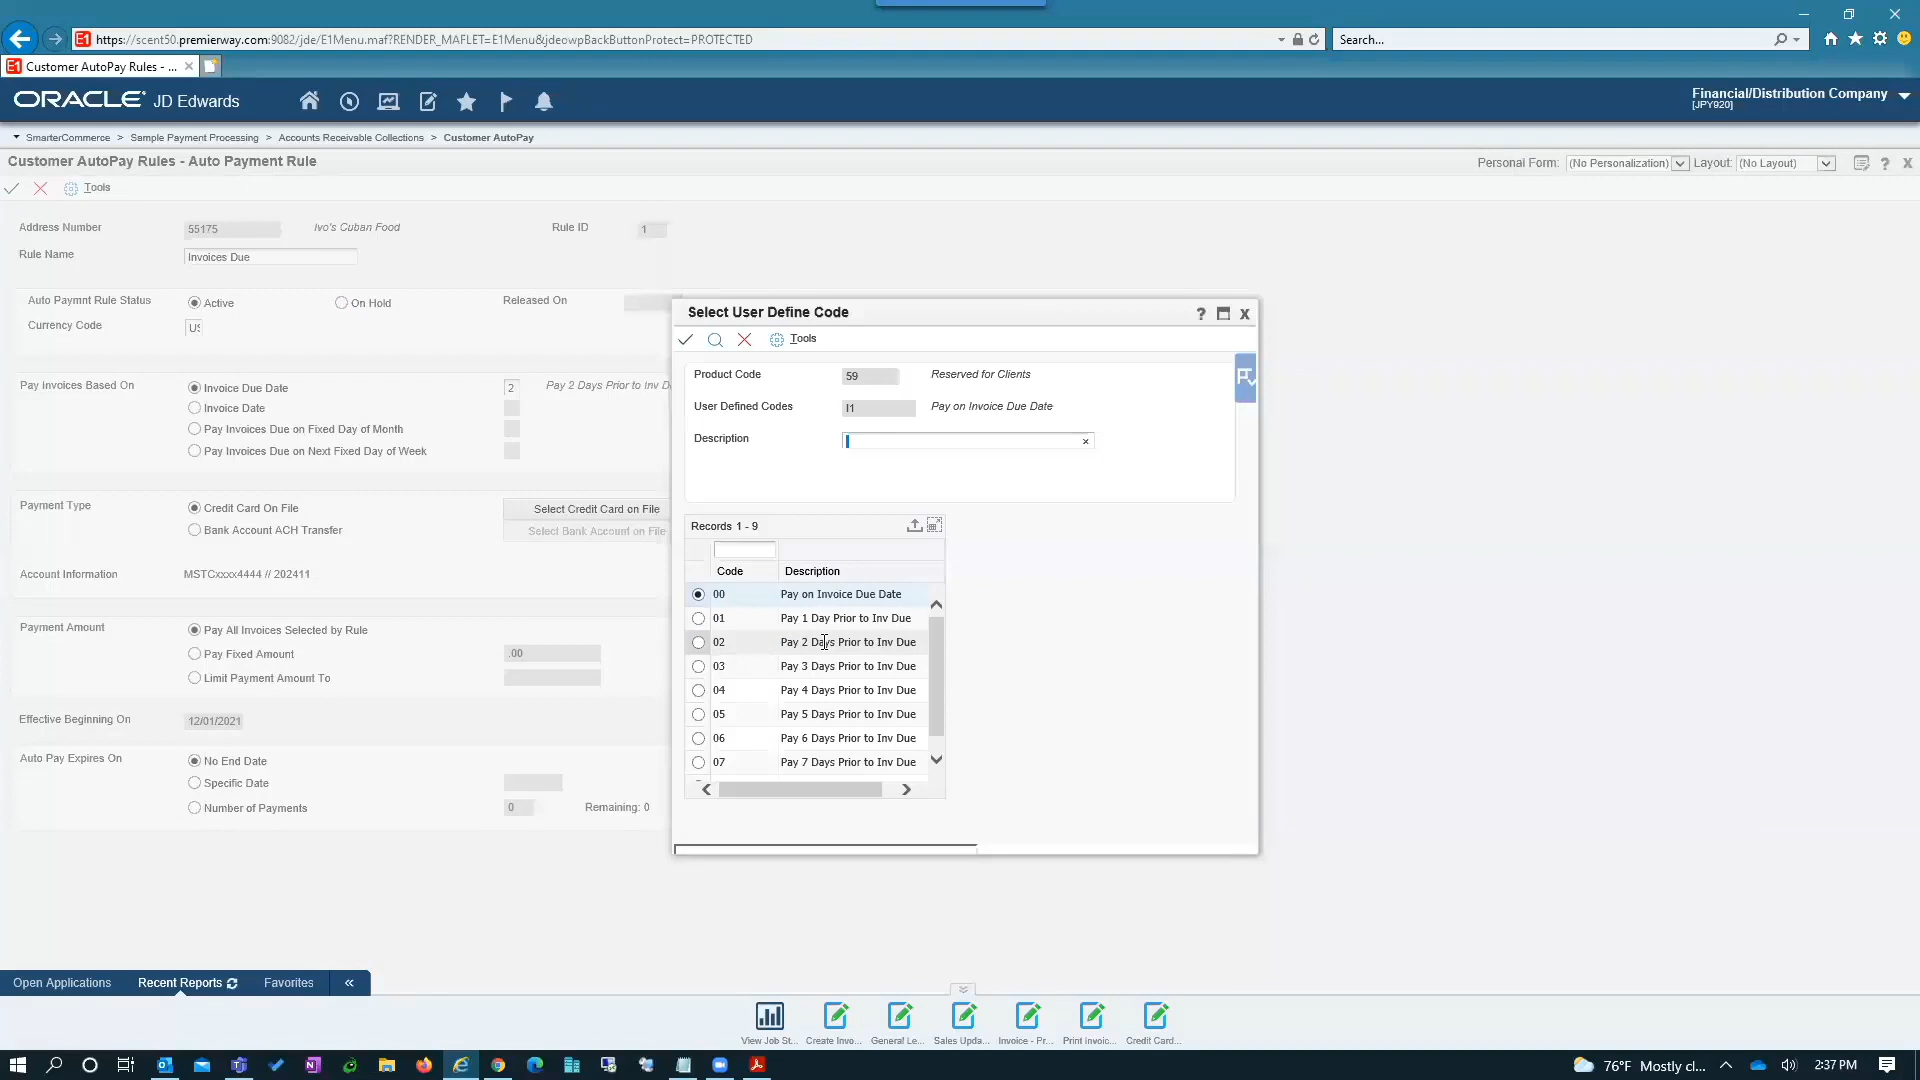 https://scent50.premierway.com:9082/jde/E1Menu.maf?RENDER_MAFLET=E1Menu&jdeowpBackButtonProtect=PROTECTED
Search...
E1 Customer AutoPay Rules - ...
ORACLE JD Edwards
Financial/Distribution Company
[JPY920]
SmarterCommerce > Sample Payment Processing > Accounts Receivable Collections > Customer AutoPay
Customer AutoPay Rules - Auto Payment Rule
Personal Form: (No Personalization) Layout: (No Layout)
Tools
Address Number 55175 Ivo's Cuban Food Rule ID 1
Rule Name Invoices Due
Auto Paymnt Rule Status Active On Hold Released On
Currency Code US
Pay Invoices Based On Invoice Due Date 2 Pay 2 Days Prior to Inv D
Invoice Date
Pay Invoices Due on Fixed Day of Month
Pay Invoices Due on Next Fixed Day of Week
Payment Type Credit Card On File Select Credit Card on File
Bank Account ACH Transfer Select Bank Account on File
Account Information MSTCxxxx4444 // 202411
Payment Amount Pay All Invoices Selected by Rule
Pay Fixed Amount .00
Limit Payment Amount To
Effective Beginning On 12/01/2021
Auto Pay Expires On No End Date
Specific Date
Number of Payments 0 Remaining: 0
Select User Define Code
Tools
Product Code 59 Reserved for Clients
User Defined Codes I1 Pay on Invoice Due Date
Description
Records 1 - 9
Code Description
00 Pay on Invoice Due Date
01 Pay 1 Day Prior to Inv Due
02 Pay 2 Days Prior to Inv Due
03 Pay 3 Days Prior to Inv Due
04 Pay 4 Days Prior to Inv Due
05 Pay 5 Days Prior to Inv Due
06 Pay 6 Days Prior to Inv Due
07 Pay 7 Days Prior to Inv Due
Open Applications Recent Reports Favorites
View Job St... Create Invo... General Le... Sales Upda... Invoice - Pr... Print Invoic... Credit Card...
76°F Mostly cl... 2:37 PM